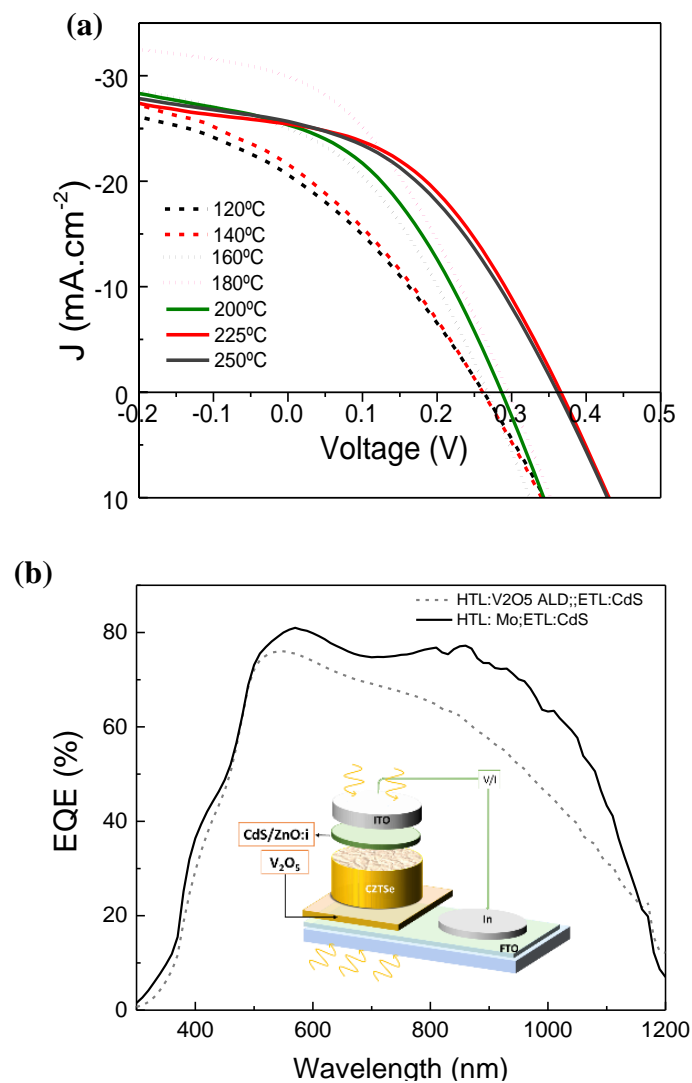 (a)
-30
-20
-10
0
10
J (mA.cm-2)
120ºC
140ºC
160ºC
180ºC
200ºC
225ºC
250ºC
-0.2 -0.1 0.0 0.1 0.2 0.3 0.4 0.5
Voltage (V)
(b)
HTL:V2O5 ALD;;ETL:CdS
HTL: Mo;ETL:CdS
80
60
40
20
0
EQE (%)
V/I
ITO
CdS/ZnO:i
V2O5
CZTSe
In
FTO
400 600 800 1000 1200
Wavelength (nm)